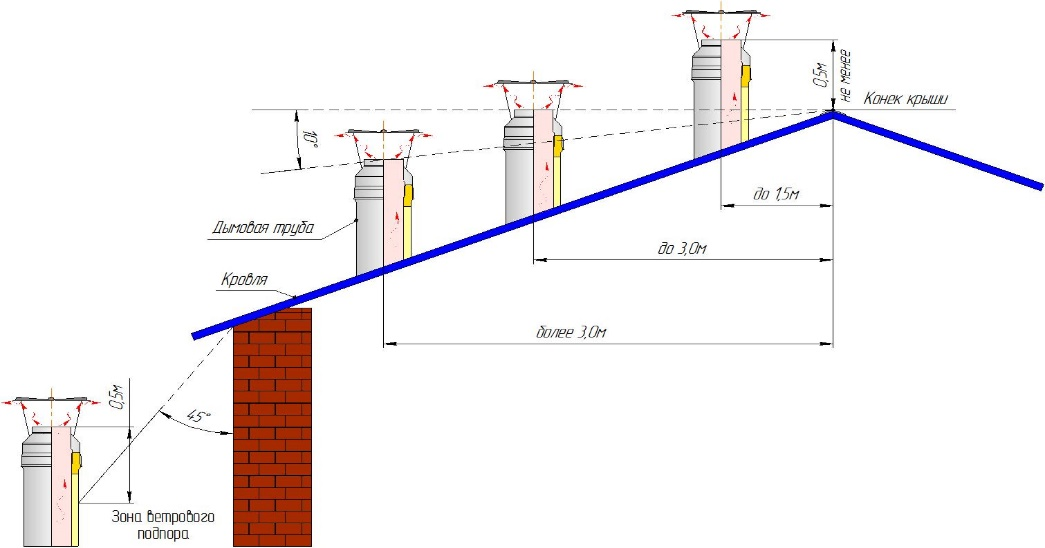 0,5м
не менее
Конек крыши
10°
до 1,5м
Дымовая труба
до 3,0м
Кровля
более 3,0м
0,5м
45°
Зона ветрового
подпора